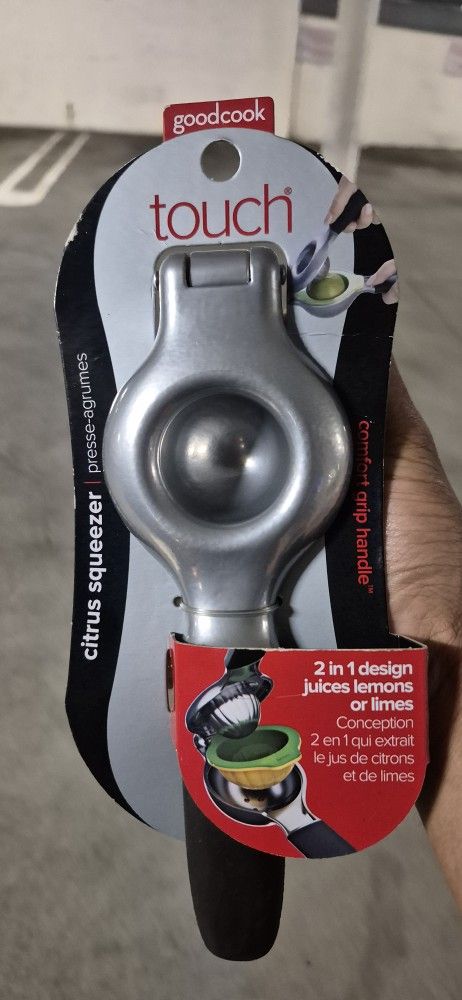 goodcook
touch®
citrus squeezer | presse-agrumes
comfort grip handle™
2 in 1 design
juices lemons
or limes
Conception
2 en 1 qui extrait
le jus de citrons
et de limes